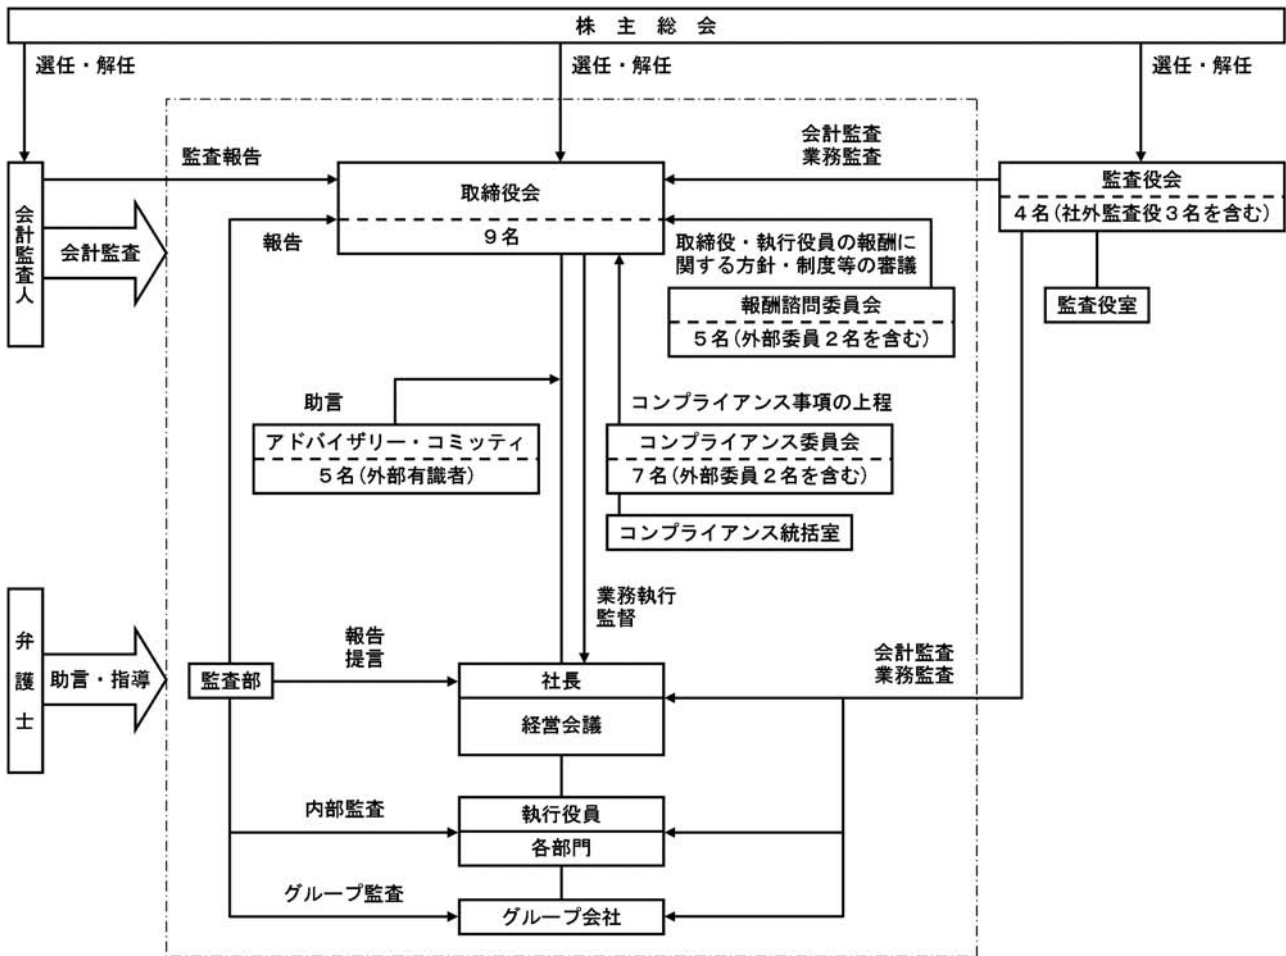 株主総会
選任・解任
選任・解任
選任・解任
会計監査
業務監査
監査報告
取締役会
9名
監査役会
4名(社外監査役3名を含む)
会計監査人
会計監査
報告
取締役・執行役員の報酬に
関する方針・制度等の審議
報酬諮問委員会
5名(外部委員2名を含む)
監査役室
助言
アドバイザリー・コミッティ
5名(外部有識者)
コンプライアンス事項の上程
コンプライアンス委員会
7名(外部委員2名を含む)
コンプライアンス統括室
業務執行
監督
弁護士
助言・指導
監査部
報告
提言
社長
経営会議
会計監査
業務監査
内部監査
執行役員
各部門
グループ監査
グループ会社